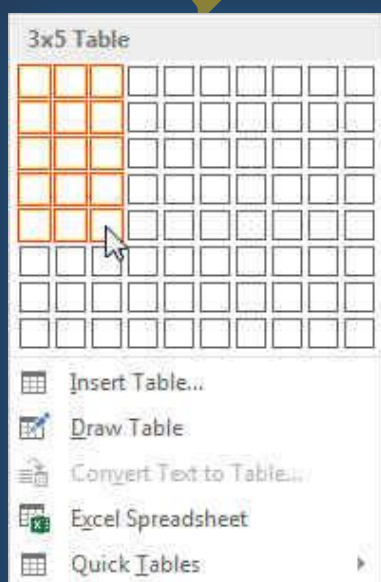 3x5 Table
Insert Table...
Draw Table
Convert Text to Table...
Excel Spreadsheet
Quick Tables